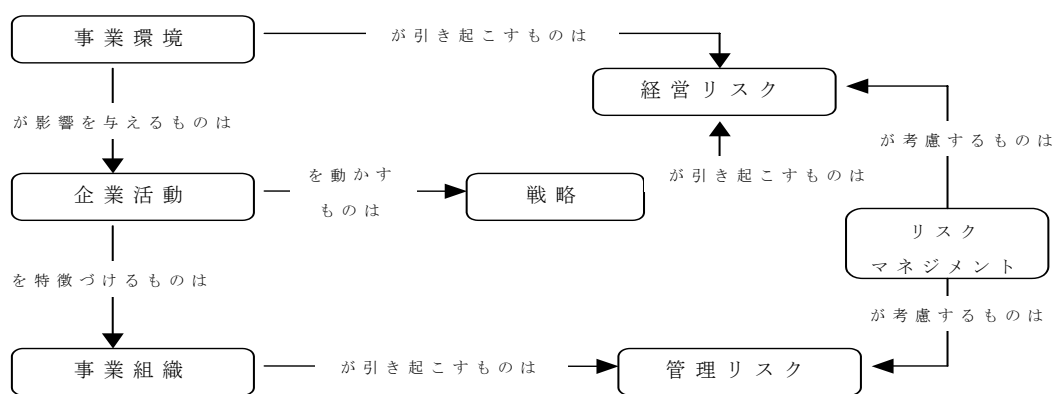 事業環境
が引き起こすものは
経営リスク
が影響を与えるものは
が考慮するものは
企業活動
を動かす
ものは
戦略
が引き起こすものは
リスク
マネジメント
を特徴づけるものは
が考慮するものは
事業組織
が引き起こすものは
管理リスク